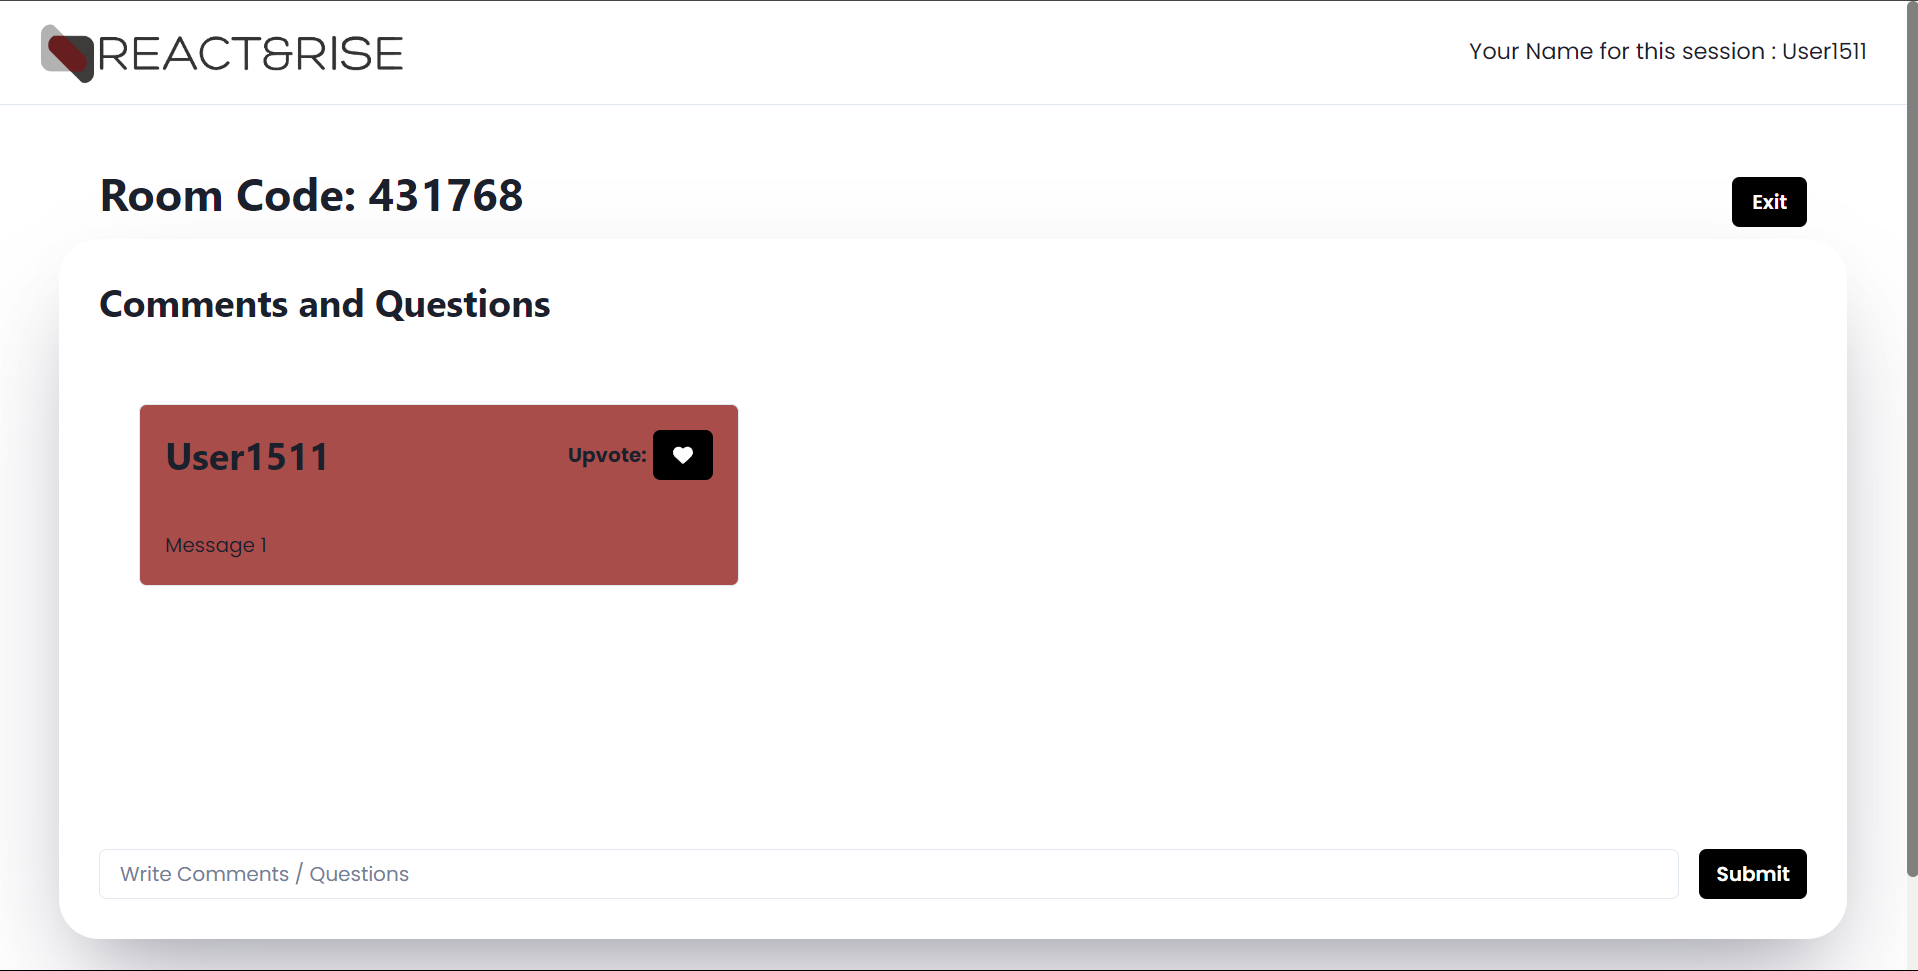 REACT&RISE
Your Name for this session : User1511
Room Code: 431768
Exit
Comments and Questions
User1511
Upvote:
Message 1
Write Comments / Questions
Submit